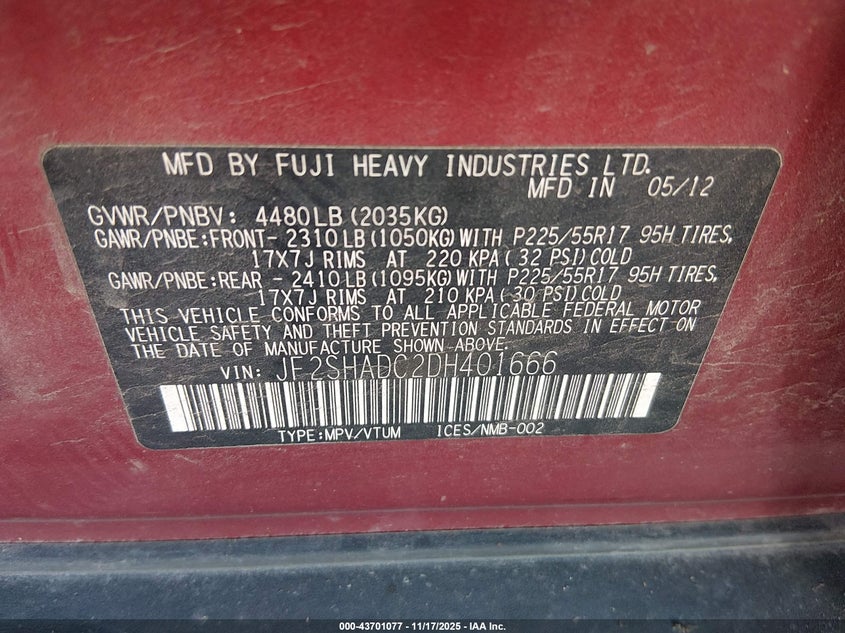 MFD BY FUJI HEAVY INDUSTRIES LTD.
MFD IN 05/12
GVWR/PNBV: 4480LB (2035KG)
GAWR/PNBE:FRONT- 2310LB (1050KG) WITH P225/55R17 95H TIRES,
17X7J RIMS AT 220 KPA( 32 PSI) COLD
GAWR/PNBE:REAR - 2410LB (1095KG) WITH P225/55R17 95H TIRES,
17X7J RIMS AT 210 KPA (30 PSI) COLD
THIS VEHICLE CONFORMS TO ALL APPLICABLE FEDERAL MOTOR
VEHICLE SAFETY AND THEFT PREVENTION STANDARDS IN EFFECT ON
THE DATE OF MANUFACTURE SHOWN ABOVE.
VIN: JF2SHADC2DH401666
TYPE:MPV/VTUM ICES/NMB-002
000-43701077 - 11/17/2025 - IAA Inc.